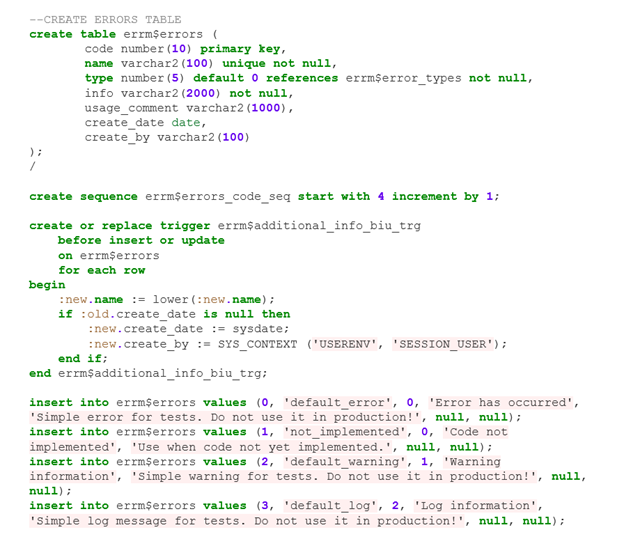 --CREATE ERRORS TABLE
create table errm$errors (
        code number(10) primary key,
        name varchar2(100) unique not null,
        type number(5) default 0 references errm$error_types not null,
        info varchar2(2000) not null,
        usage_comment varchar2(1000),
        create_date date,
        create_by varchar2(100)
);
/

create sequence errm$errors_code_seq start with 4 increment by 1;

create or replace trigger errm$additional_info_biu_trg
    before insert or update
    on errm$errors
    for each row
begin
    :new.name := lower(:new.name);
    if :old.create_date is null then
        :new.create_date := sysdate;
        :new.create_by := SYS_CONTEXT ('USERENV', 'SESSION_USER');
    end if;
end errm$additional_info_biu_trg;

insert into errm$errors values (0, 'default_error', 0, 'Error has occurred',
'Simple error for tests. Do not use it in production!', null, null);
insert into errm$errors values (1, 'not_implemented', 0, 'Code not
implemented', 'Use when code not yet implemented.', null, null);
insert into errm$errors values (2, 'default_warning', 1, 'Warning
information', 'Simple warning for tests. Do not use it in production!', null,
null);
insert into errm$errors values (3, 'default_log', 2, 'Log information',
'Simple log message for tests. Do not use it in production!', null, null);